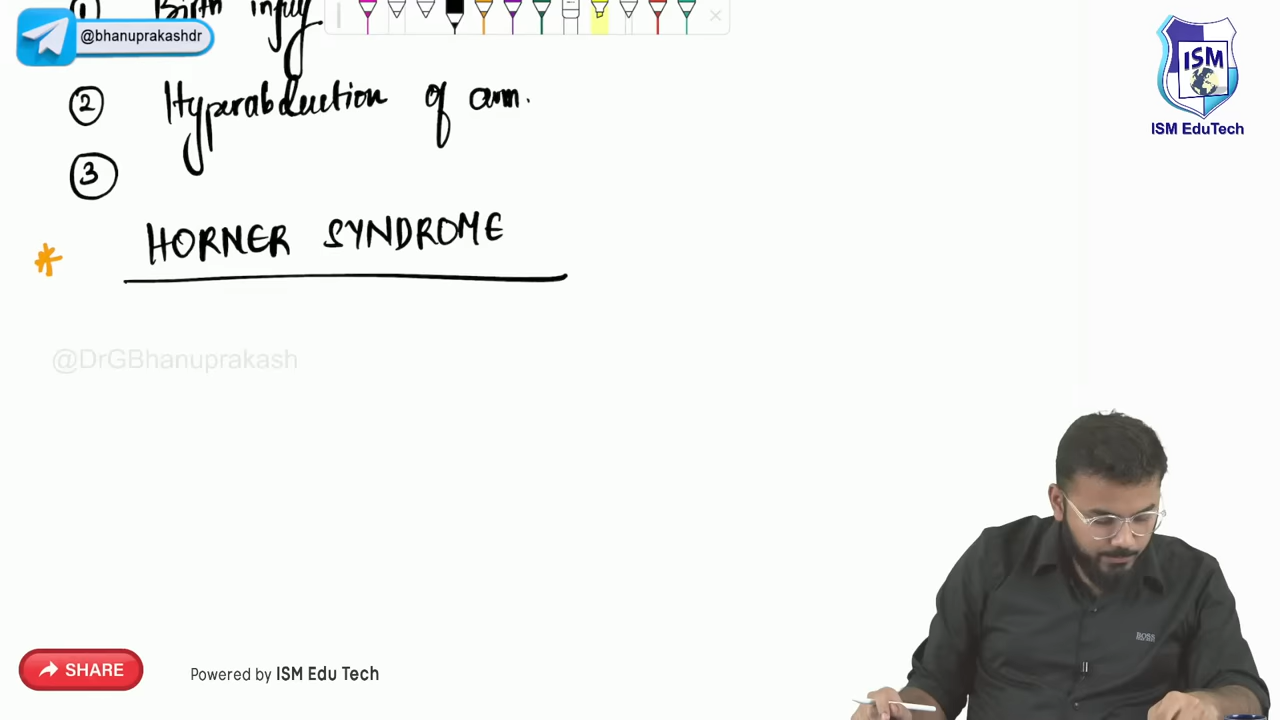 ① Birth injury
@bhanuprakashdr
② Hyperabduction of arm.
③
* HORNER SYNDROME
@DrGBhanuprakash
ISM
ISM EduTech
BOSS
SHARE
Powered by ISM Edu Tech